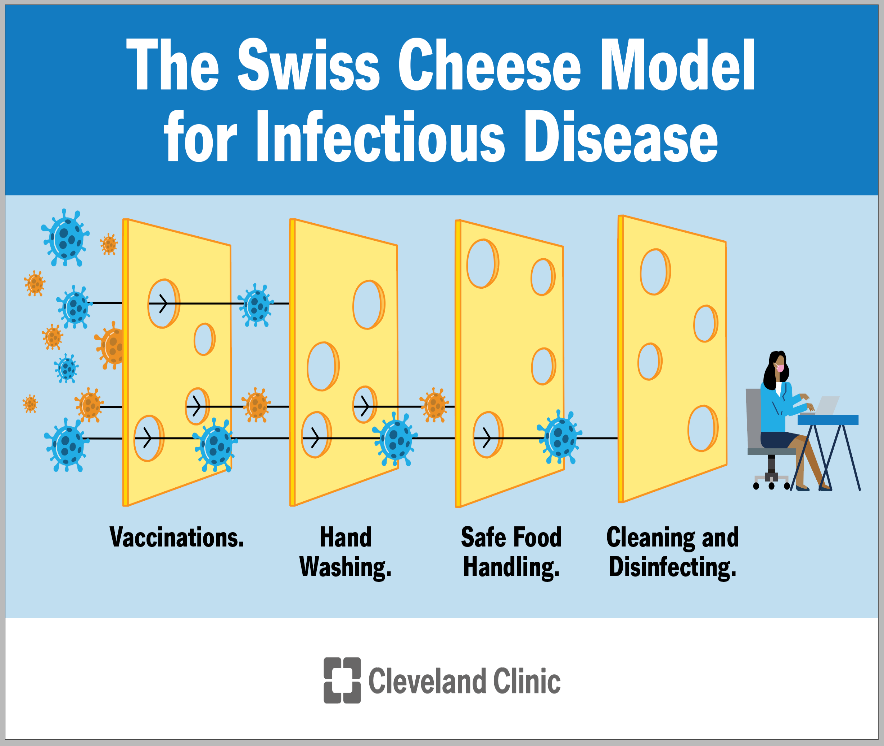 The Swiss Cheese Model
for Infectious Disease
Vaccinations.
Hand
Washing.
Safe Food
Handling.
Cleaning and
Disinfecting.
Cleveland Clinic